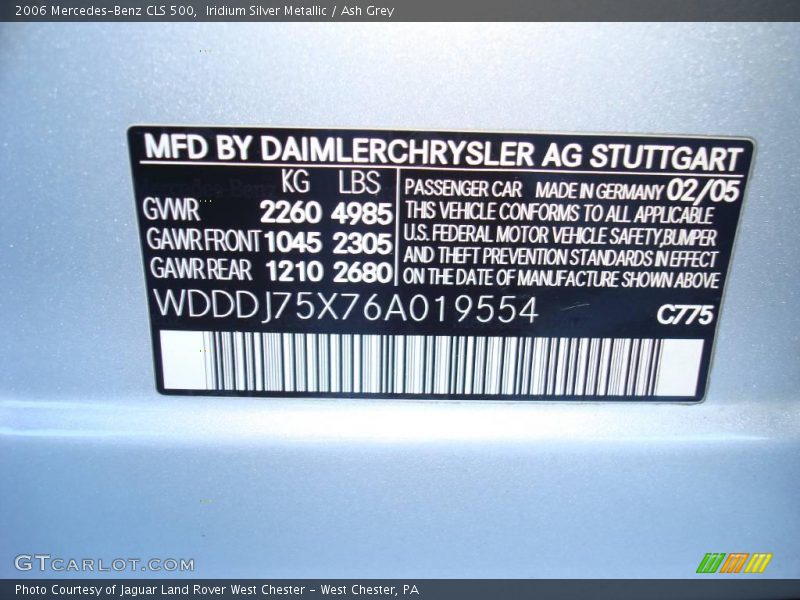 2006 Mercedes-Benz CLS 500,  Iridium Silver Metallic / Ash Grey
MFD BY DAIMLERCHRYSLER AG STUTTGART
KG LBS
GVWR 2260 4985
GAWR FRONT 1045 2305
GAWR REAR 1210 2680
PASSENGER CAR MADE IN GERMANY 02/05
THIS VEHICLE CONFORMS TO ALL APPLICABLE
U.S. FEDERAL MOTOR VEHICLE SAFETY,BUMPER
AND THEFT PREVENTION STANDARDS IN EFFECT
ON THE DATE OF MANUFACTURE SHOWN ABOVE
WDDDJ75X76A019554
C775
GTCARLOT.COM
Photo Courtesy of Jaguar Land Rover West Chester - West Chester, PA